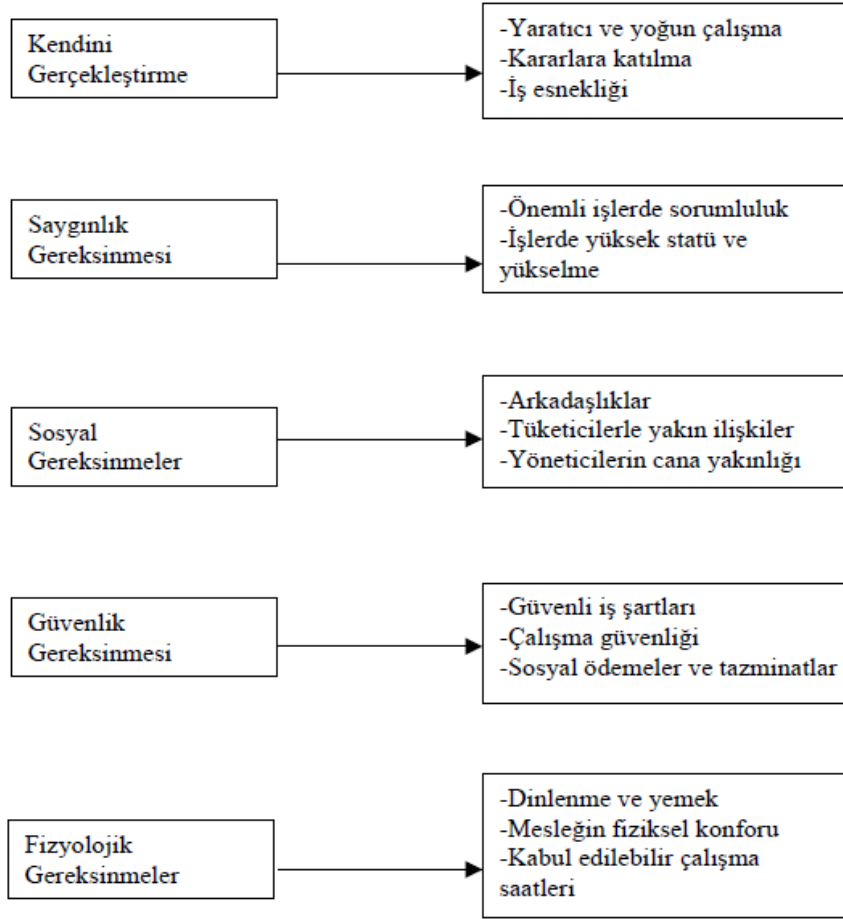 Kendini
Gerçekleştirme
-Yaratıcı ve yoğun çalışma
-Kararlara katılma
-İş esnekliği
Saygınlık
Gereksinmesi
-Önemli işlerde sorumluluk
-İşlerde yüksek statü ve
yükselme
Sosyal
Gereksinmeler
-Arkadaşlıklar
-Tüketicilerle yakın ilişkiler
-Yöneticilerin cana yakınlığı
Güvenlik
Gereksinmesi
-Güvenli iş şartları
-Çalışma güvenliği
-Sosyal ödemeler ve tazminatlar
Fizyolojik
Gereksinmeler
-Dinlenme ve yemek
-Mesleğin fiziksel konforu
-Kabul edilebilir çalışma
saatleri